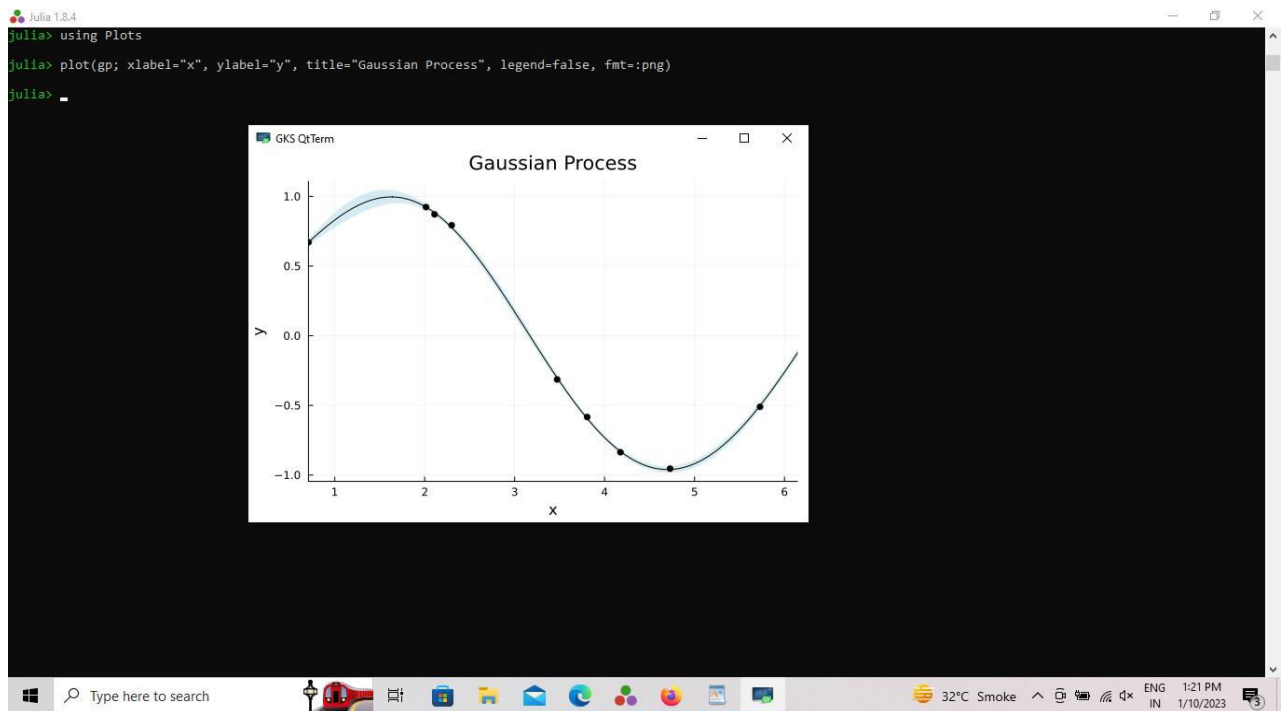 Julia 1.8.4
julia> using Plots
julia> plot(gp; xlabel="x", ylabel="y", title="Gaussian Process", legend=false, fmt=:png)
julia>
GKS QtTerm
Gaussian Process
1.0
0.5
0.0
−0.5
−1.0
y
1 2 3 4 5 6
x
Type here to search
32°C Smoke
ENG
IN
1:21 PM
1/10/2023
3